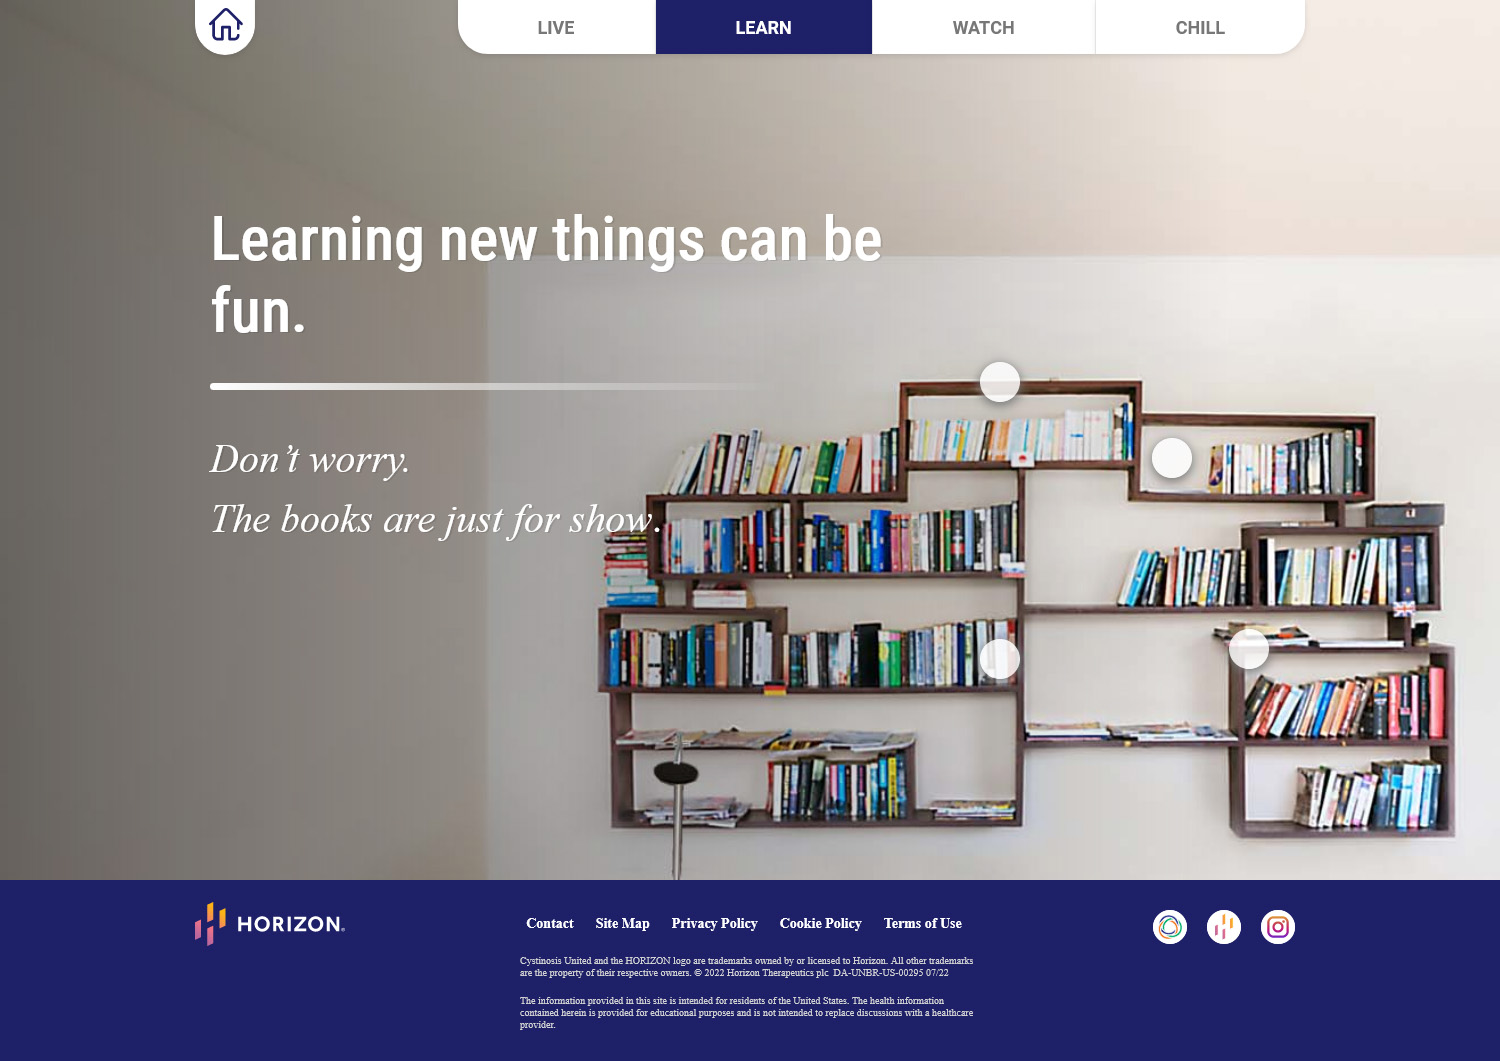 LIVE
LEARN
WATCH
CHILL
Learning new things can be
fun.
Don’t worry.
The books are just for show.
HORIZON®
Contact
Site Map
Privacy Policy
Cookie Policy
Terms of Use
Cystinosis United and the HORIZON logo are trademarks owned by or licensed to Horizon. All other trademarks
are the property of their respective owners. © 2022 Horizon Therapeutics plc DA-UNBR-US-00295 07/22
The information provided in this site is intended for residents of the United States. The health information
contained herein is provided for educational purposes and is not intended to replace discussions with a healthcare
provider.